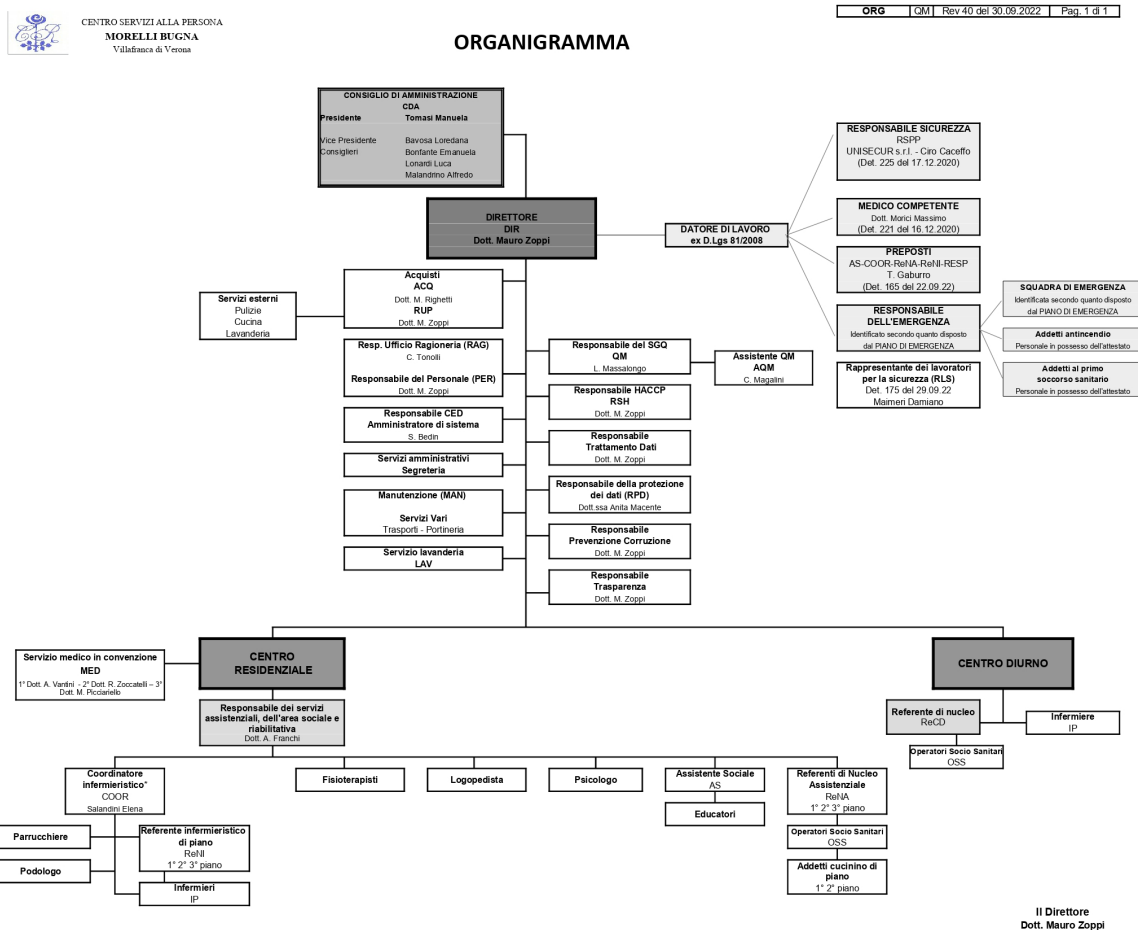 CENTRO SERVIZI ALLA PERSONA
MORELLI BUGNA
Villafranca di Verona
ORG QM Rev 40 del 30.09.2022 Pag. 1 di 1
ORGANIGRAMMA
CONSIGLIO DI AMMINISTRAZIONE
CDA
Presidente Tomasi Manuela
Vice Presidente Bavosa Loredana
Consiglieri Bonfante Emanuela
Lonardi Luca
Malandrino Alfredo
DIRETTORE
DIR
Dott. Mauro Zoppi
DATORE DI LAVORO
ex D.Lgs 81/2008
RESPONSABILE SICUREZZA
RSPP
UNISECUR s.r.l. - Ciro Caceffo
(Det. 225 del 17.12.2020)
MEDICO COMPETENTE
Dott. Morici Massimo
(Det. 221 del 16.12.2020)
PREPOSTI
AS-COOR-ReNA-ReNI-RESP
T. Gaburro
(Det. 165 del 22.09.22)
RESPONSABILE
DELL'EMERGENZA
Identificato secondo quanto disposto
dal PIANO DI EMERGENZA
Rappresentante dei lavoratori
per la sicurezza (RLS)
Det. 175 del 29.09.22
Maimeri Damiano
SQUADRA DI EMERGENZA
Identificata secondo quanto disposto
dal PIANO DI EMERGENZA
Addetti antincendio
Personale in possesso dell'attestato
Addetti al primo
soccorso sanitario
Personale in possesso dell'attestato
Servizi esterni
Pulizie
Cucina
Lavanderia
Acquisti
ACQ
Dott. M. Righetti
RUP
Dott. M. Zoppi
Resp. Ufficio Ragioneria (RAG)
C. Tonolli
Responsabile del Personale (PER)
Dott. M. Zoppi
Responsabile CED
Amministratore di sistema
S. Bedin
Servizi amministrativi
Segreteria
Manutenzione (MAN)
Servizi Vari
Trasporti - Portineria
Servizio lavanderia
LAV
Responsabile del SGQ
QM
L. Massalongo
Assistente QM
AQM
C. Magalini
Responsabile HACCP
RSH
Dott. M. Zoppi
Responsabile
Trattamento Dati
Dott. M. Zoppi
Responsabile della protezione
dei dati (RPD)
Dott.ssa Anita Macente
Responsabile
Prevenzione Corruzione
Dott. M. Zoppi
Responsabile
Trasparenza
Dott. M. Zoppi
Servizio medico in convenzione
MED
1° Dott. A. Vantini - 2° Dott. R. Zoccatelli – 3°
Dott. M. Picciariello
CENTRO
RESIDENZIALE
Responsabile dei servizi
assistenziali, dell'area sociale e
riabilitativa
Dott. A. Franchi
CENTRO DIURNO
Referente di nucleo
ReCD
Infermiere
IP
Operatori Socio Sanitari
OSS
Coordinatore
infermieristico*
COOR
Salandini Elena
Fisioterapisti
Logopedista
Psicologo
Assistente Sociale
AS
Educatori
Referenti di Nucleo
Assistenziale
ReNA
1° 2° 3° piano
Operatori Socio Sanitari
OSS
Addetti cucinino di
piano
1° 2° piano
Parrucchiere
Podologo
Referente infermieristico
di piano
ReNI
1° 2° 3° piano
Infermieri
IP
Il Direttore
Dott. Mauro Zoppi